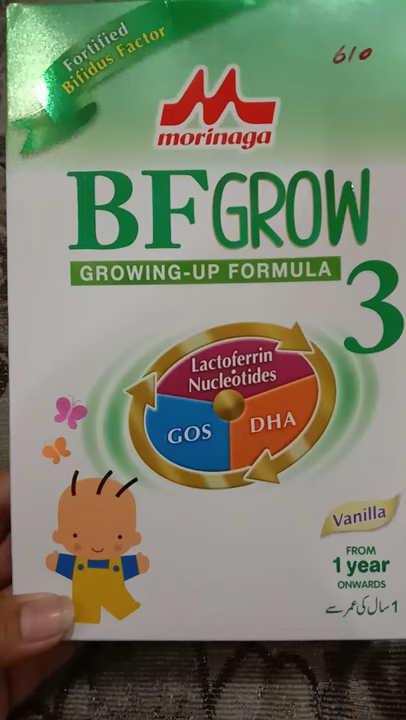 Fortified
Bifidus Factor
610
morinaga
BF GROW
GROWING-UP FORMULA
3
Lactoferrin
Nucleotides
GOS
DHA
Vanilla
FROM
1 year
ONWARDS
1 سال کی عمر سے